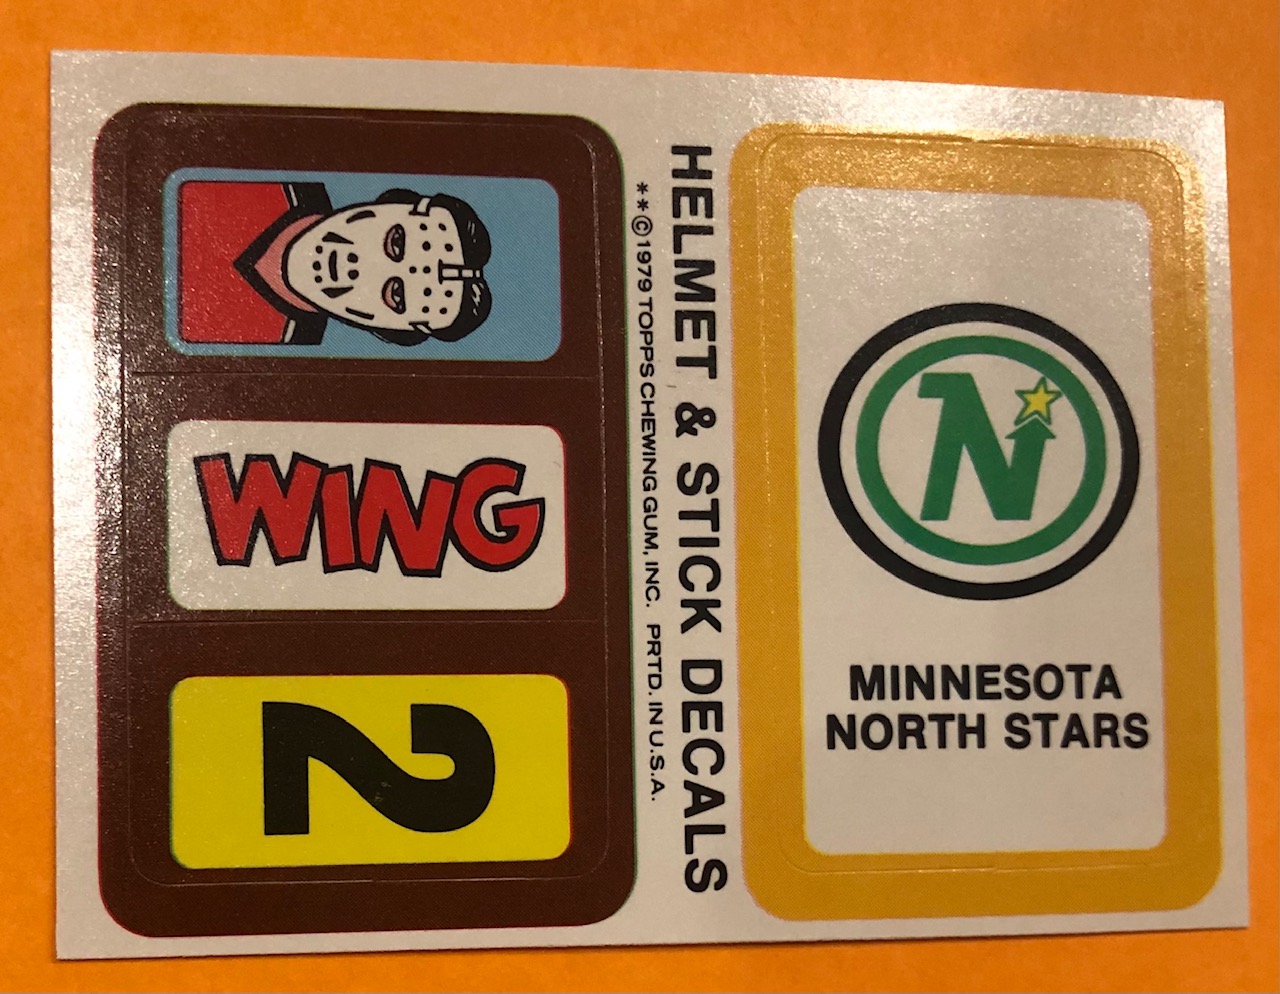 HELMET & STICK DECALS
**©1979 TOPPS CHEWING GUM, INC. PRTD. IN U.S.A.
WING
2
N
MINNESOTA
NORTH STARS